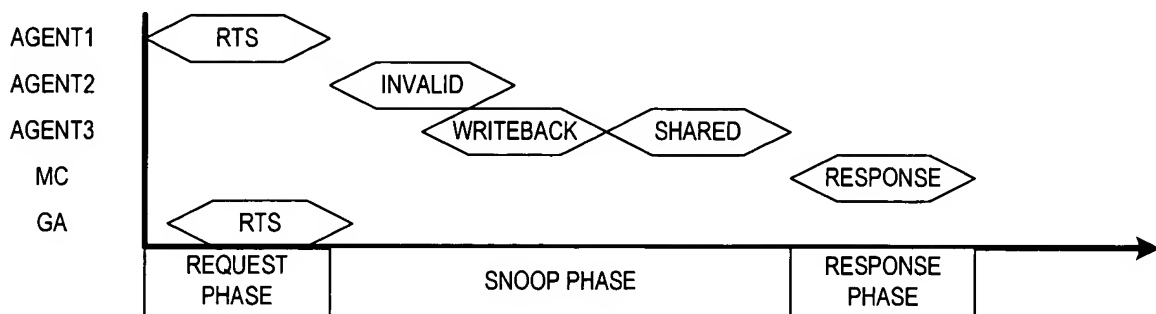 AGENT1 RTS
AGENT2 INVALID
AGENT3 WRITEBACK SHARED
MC RESPONSE
GA RTS
REQUEST
PHASE
SNOOP PHASE
RESPONSE
PHASE